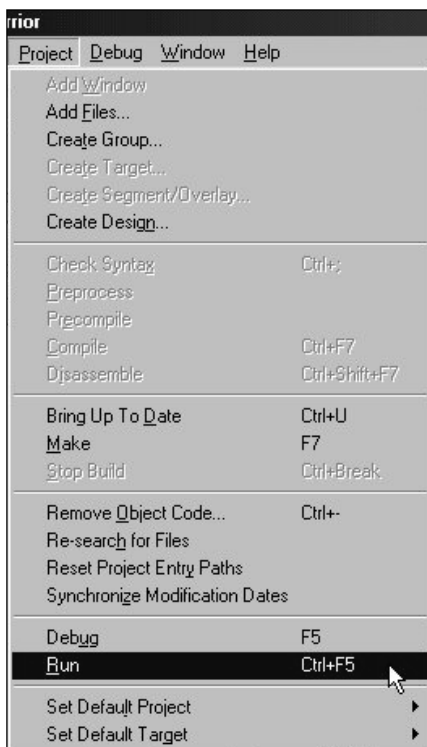 rrior
Project Debug Window Help
Add Window
Add Files...
Create Group...
Create Target...
Create Segment/Overlay...
Create Design...
Check Syntax Ctrl+;
Preprocess
Precompile
Compile Ctrl+F7
Disassemble Ctrl+Shift+F7
Bring Up To Date Ctrl+U
Make F7
Stop Build Ctrl+Break
Remove Object Code... Ctrl+-
Re-search for Files
Reset Project Entry Paths
Synchronize Modification Dates
Debug F5
Run Ctrl+F5
Set Default Project
Set Default Target